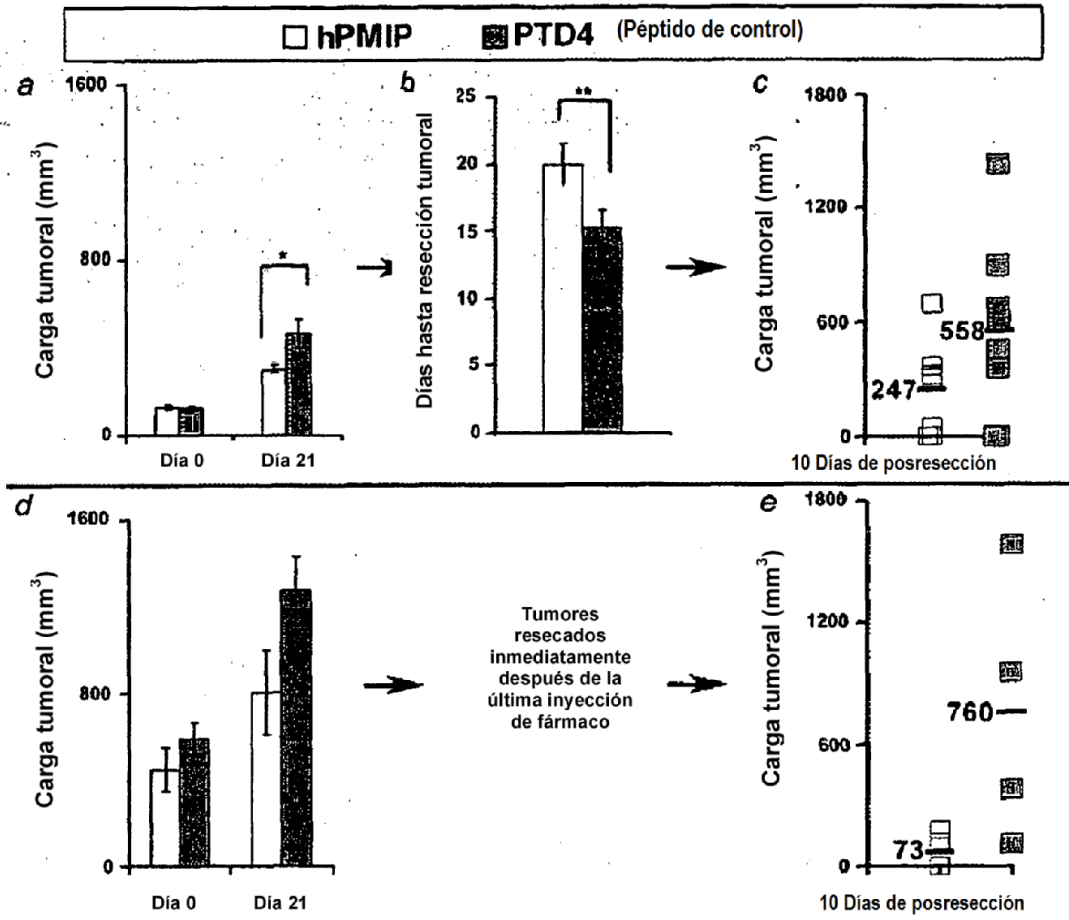 hPMIP PTD4 (Péptido de control)
a
1600
800
0
Carga tumoral (mm3)
*
Día 0 Día 21
b
25
20
15
10
5
0
Días hasta resección tumoral
**
c
1800
1200
600
0
Carga tumoral (mm3)
247
558
10 Días de posresección
d
1600
800
0
Carga tumoral (mm3)
Día 0 Día 21
Tumores
resecados
inmediatamente
después de la
última inyección
de fármaco
e
1800
1200
600
0
Carga tumoral (mm3)
73
760
10 Días de posresección